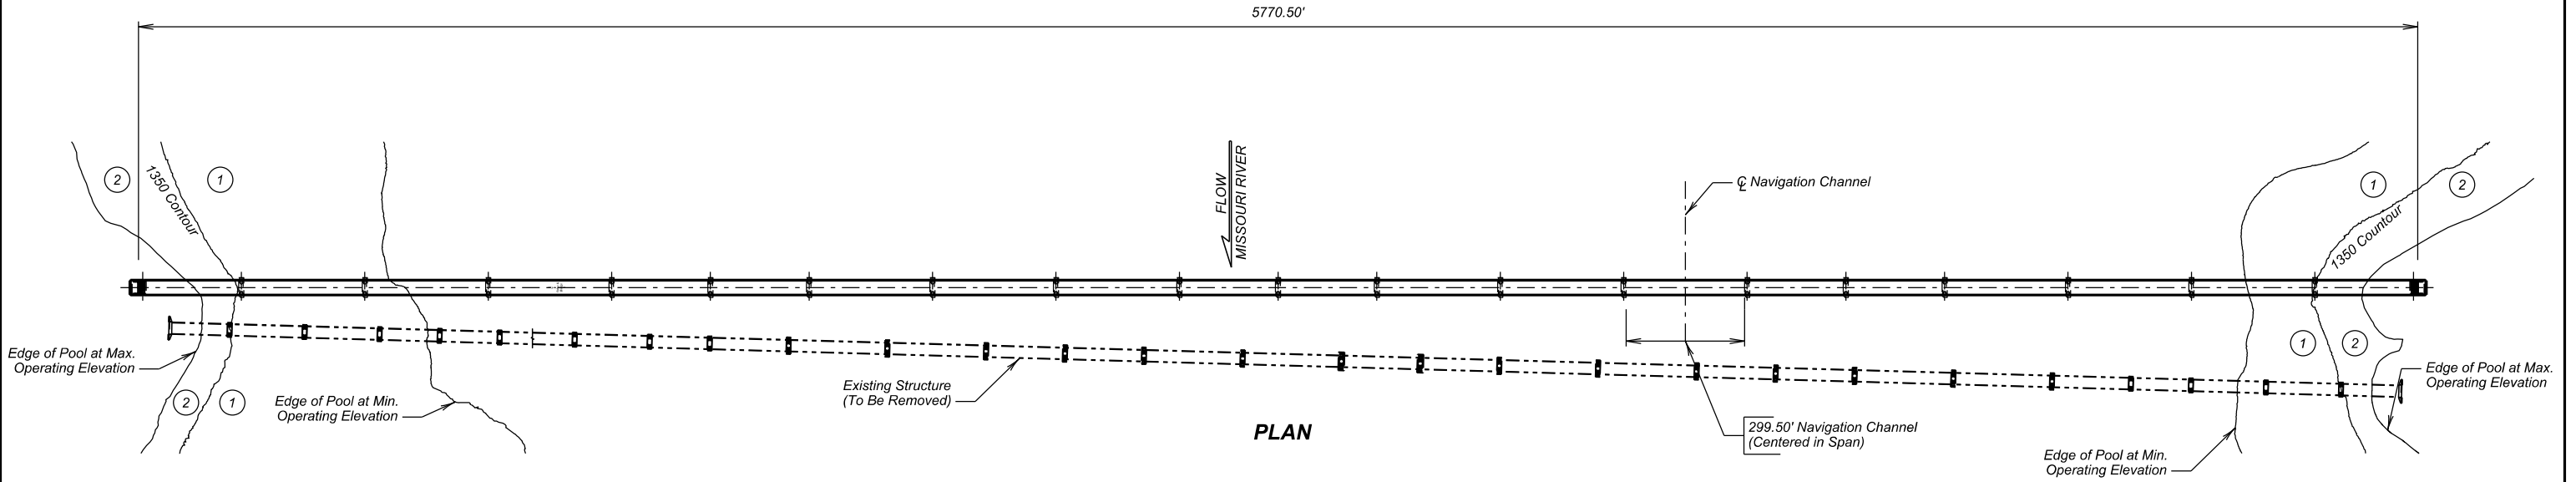 5770.50'
2
1350 Contour
1
FLOW
MISSOURI RIVER
℄ Navigation Channel
1
2
1350 Countour
Edge of Pool at Max.
Operating Elevation
2
1
Edge of Pool at Min.
Operating Elevation
Existing Structure
(To Be Removed)
PLAN
299.50' Navigation Channel
(Centered in Span)
1
2
Edge of Pool at Max.
Operating Elevation
Edge of Pool at Min.
Operating Elevation